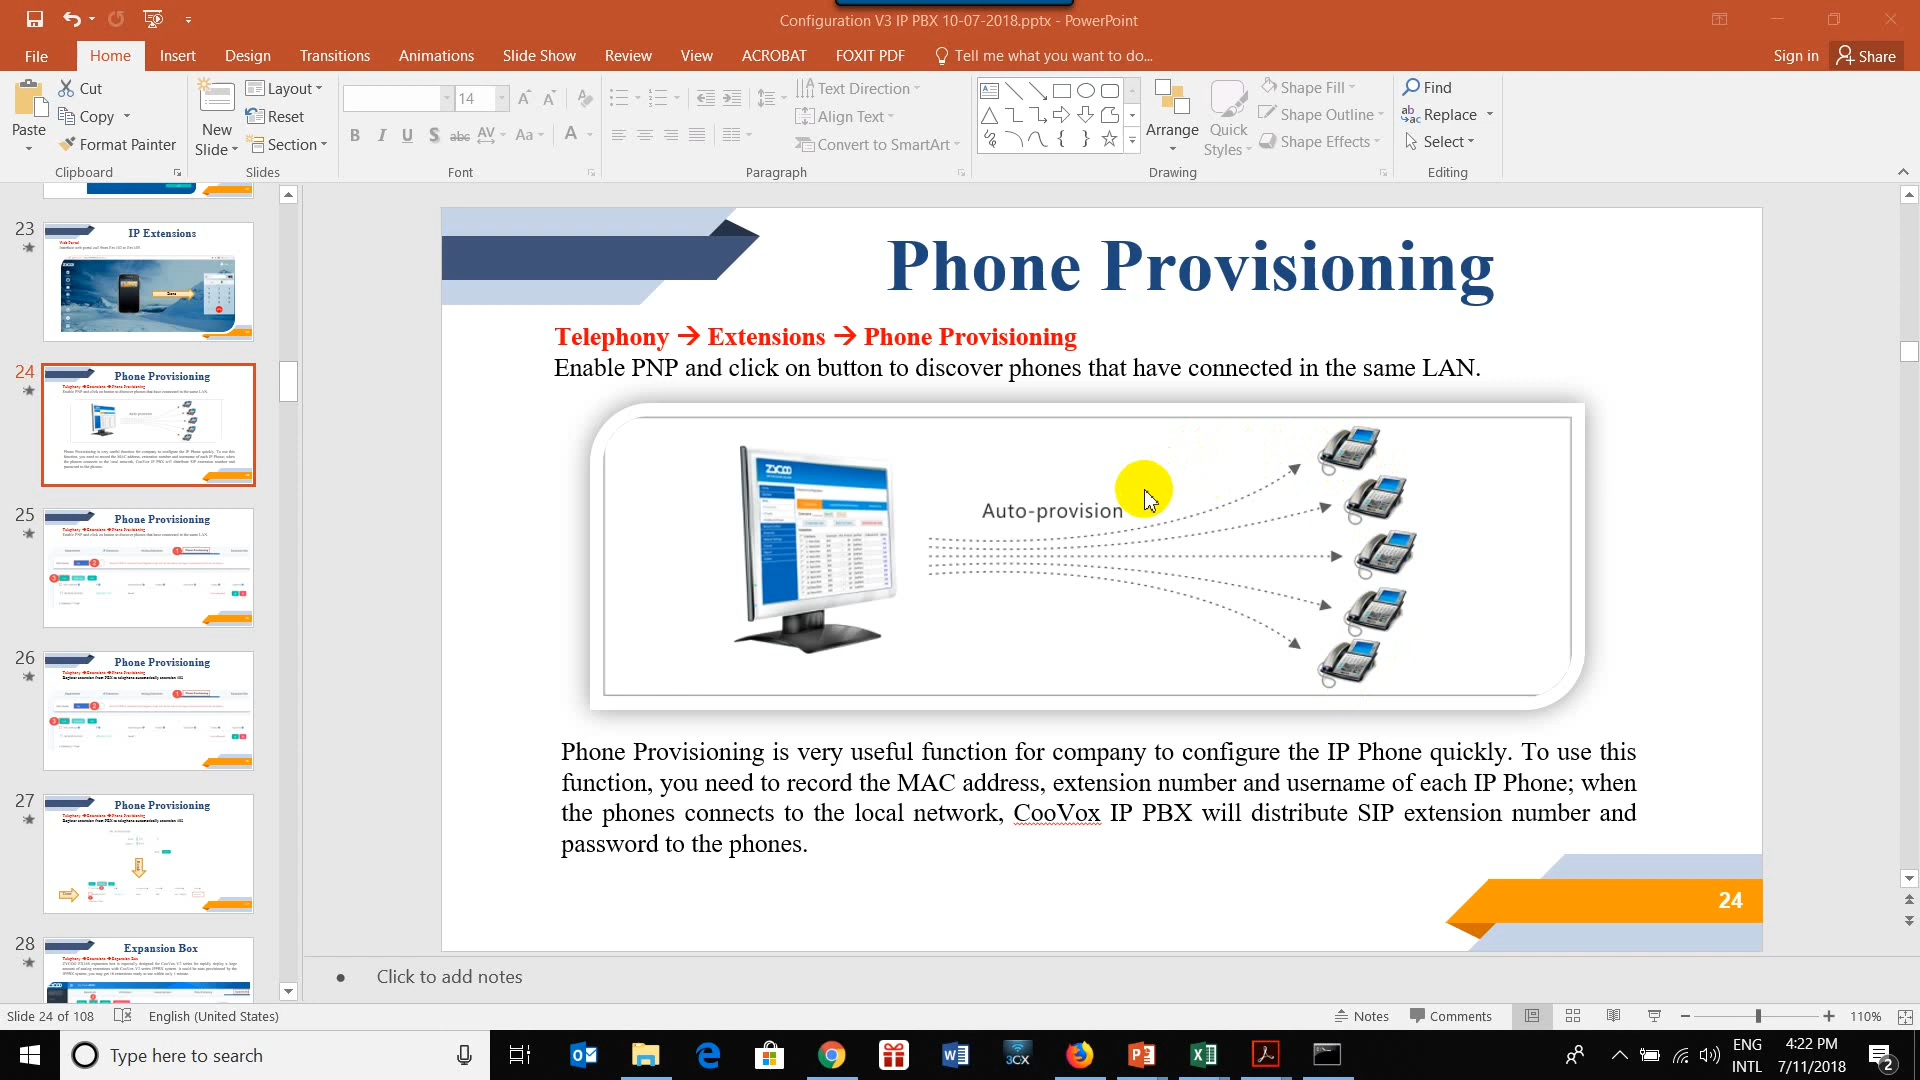 Configuration V3 IP PBX 10-07-2018.pptx - PowerPoint
File Home Insert Design Transitions Animations Slide Show Review View ACROBAT FOXIT PDF Tell me what you want to do... Sign in Share
Paste
Cut
Copy
Format Painter
Clipboard
New Slide
Layout
Reset
Section
Slides
14
B I U S abc AV Aa A
Font
Text Direction
Align Text
Convert to SmartArt
Paragraph
Arrange
Quick Styles
Shape Fill
Shape Outline
Shape Effects
Drawing
Find
Replace
Select
Editing
23
IP Extensions
24
Phone Provisioning
25
Phone Provisioning
26
Phone Provisioning
27
Phone Provisioning
28
Expansion Box
Phone Provisioning
Telephony → Extensions → Phone Provisioning
Enable PNP and click on button to discover phones that have connected in the same LAN.
ZYCOO
Auto-provision
Phone Provisioning is very useful function for company to configure the IP Phone quickly. To use this
function, you need to record the MAC address, extension number and username of each IP Phone; when
the phones connects to the local network, CooVox IP PBX will distribute SIP extension number and
password to the phones.
24
Click to add notes
Slide 24 of 108 English (United States) Notes Comments 110%
Type here to search
3CX
ENG
INTL
4:22 PM
7/11/2018
2